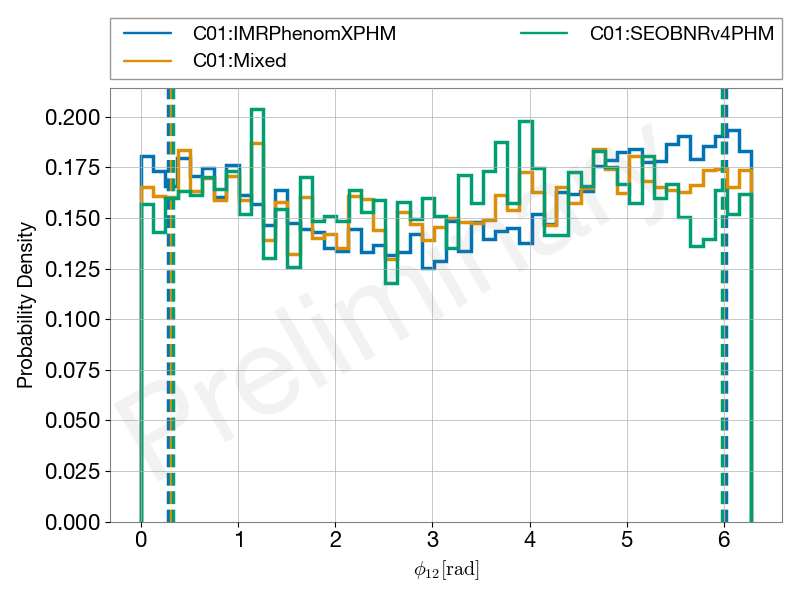 C01:IMRPhenomXPHM
C01:Mixed
C01:SEOBNRv4PHM
0.200
0.175
0.150
0.125
0.100
0.075
0.050
0.025
0.000
Probability Density
Preliminary
0 1 2 3 4 5 6
ϕ₁₂[rad]